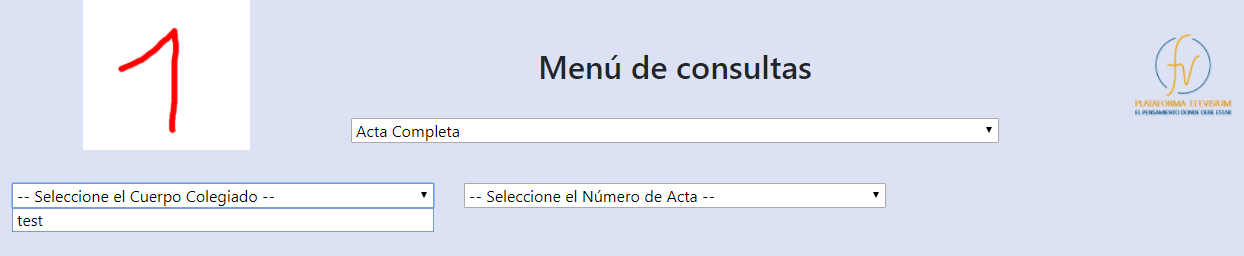 1
Menú de consultas
fv
PLATAFORMA EFEVISIUM
EL PENSAMIENTO DONDE DEBE ESTAR
Acta Completa
-- Seleccione el Cuerpo Colegiado --
-- Seleccione el Número de Acta --
test